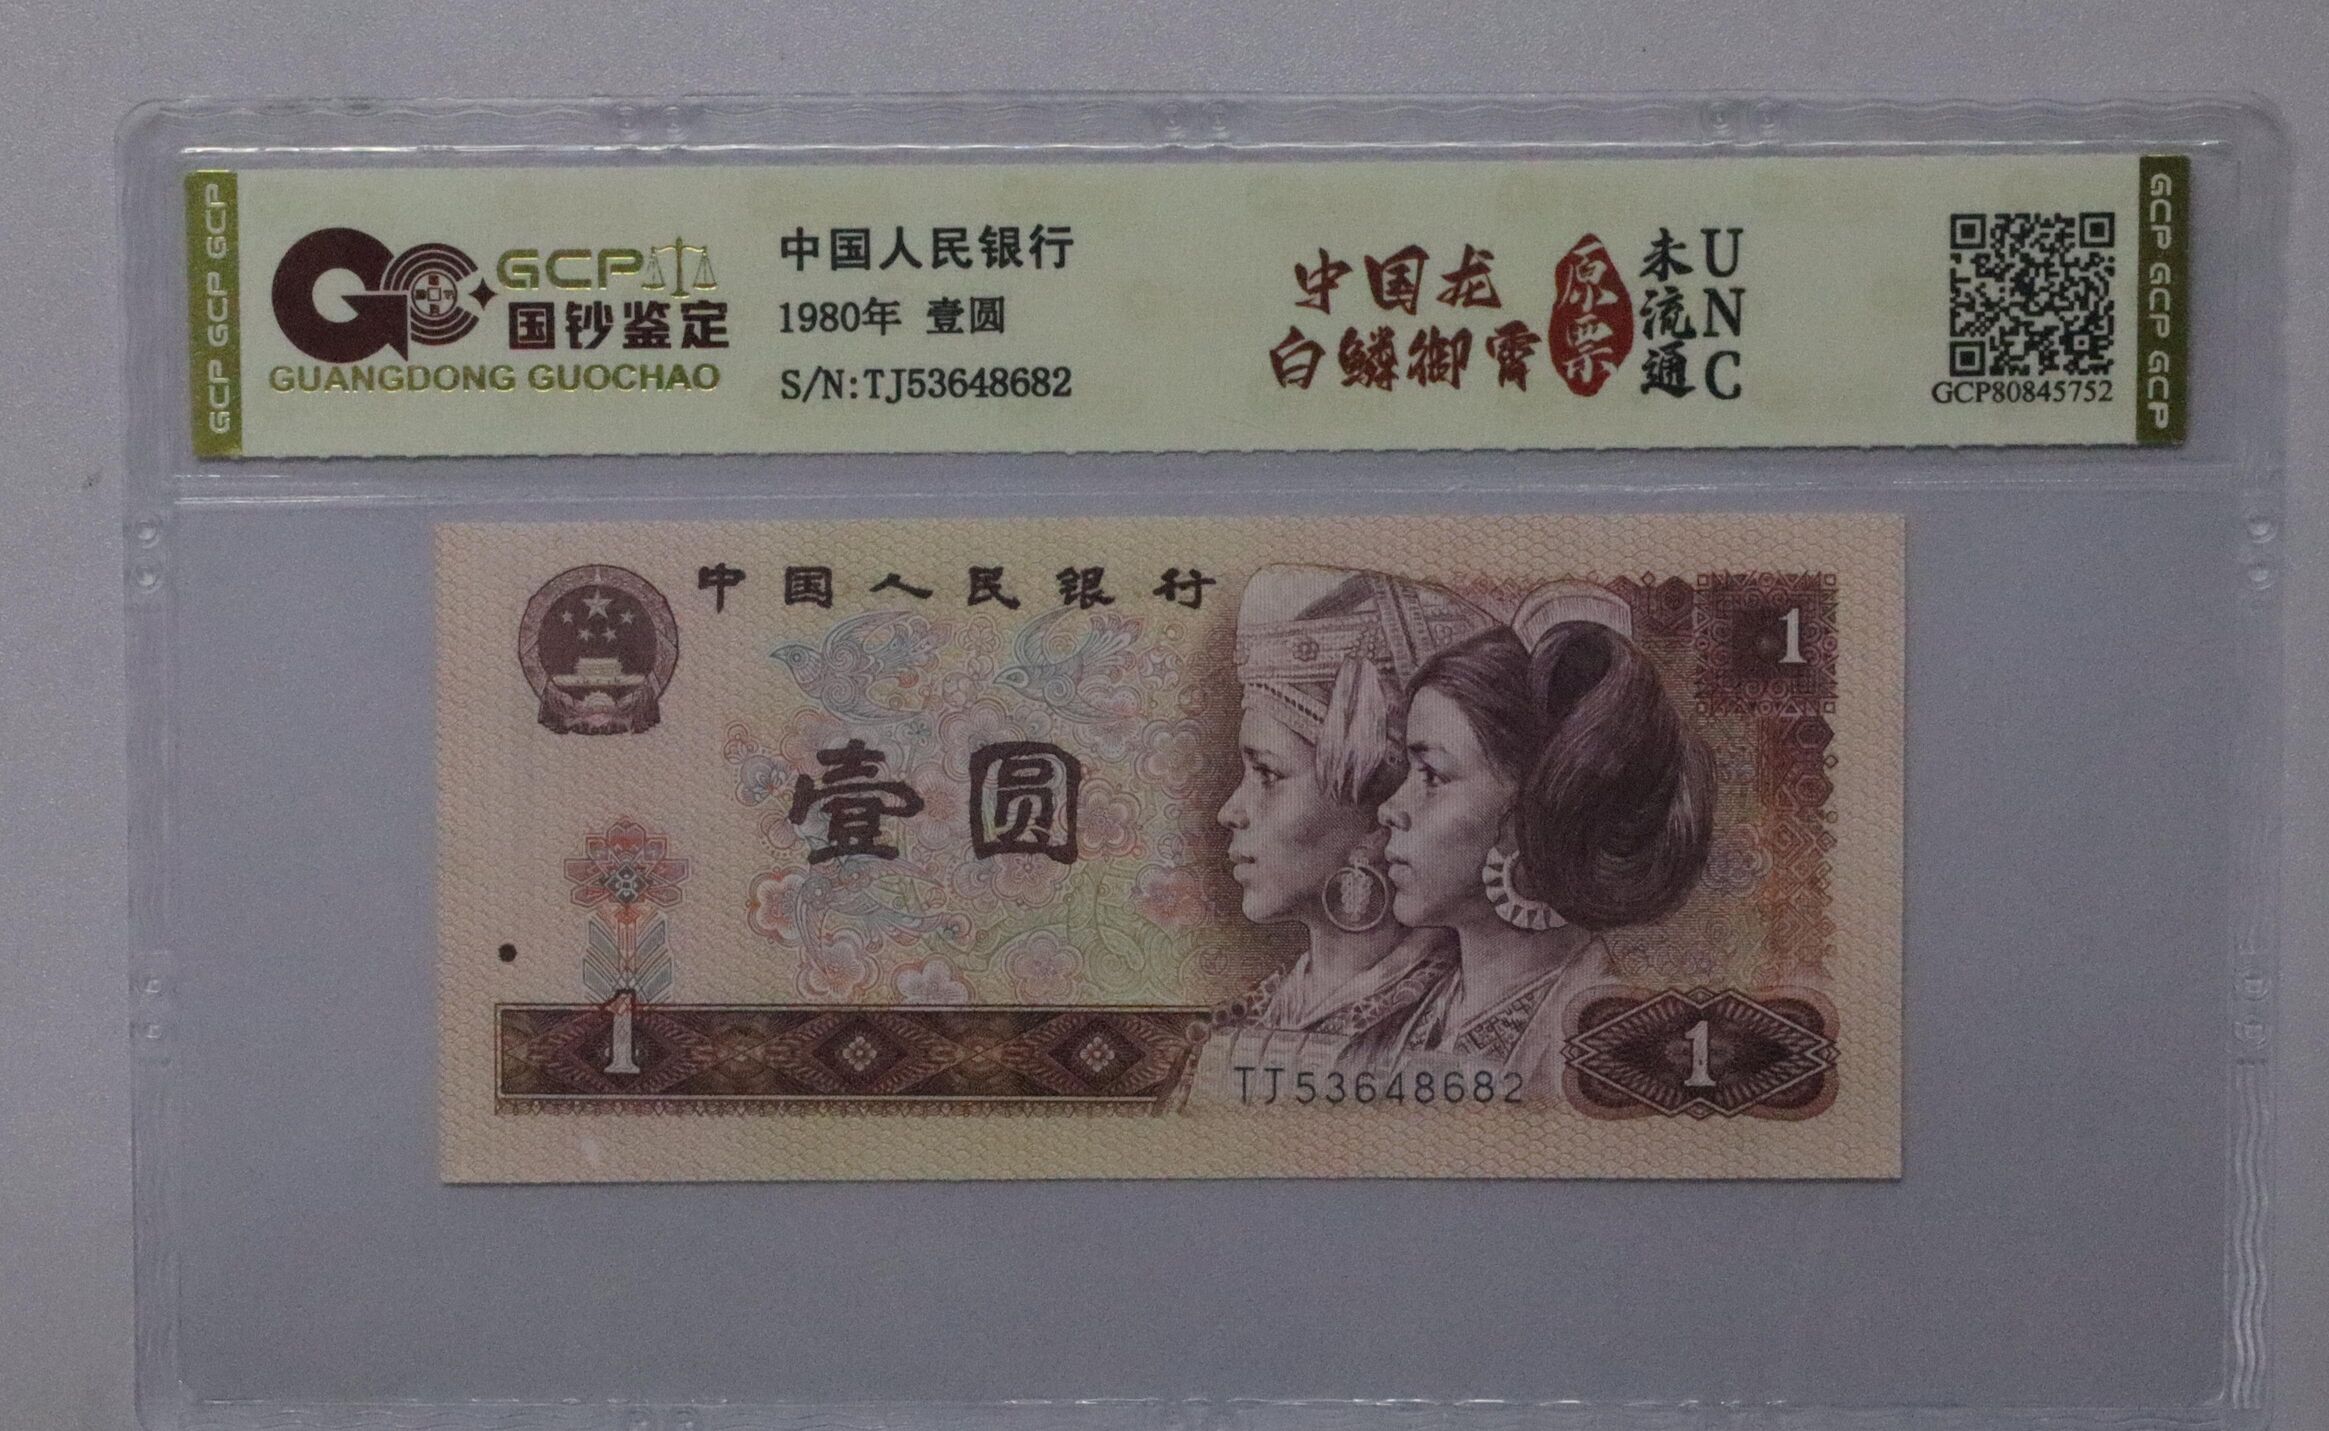 GCP GCP GCP
GCP
国钞鉴定
GUANGDONG GUOCHAO
中国人民银行
1980年 壹圆
S/N:TJ53648682
中国龙
白鳞御霄
原票
未流通
UNC
GCP80845752
GCP GCP GCP
中国人民银行
1
壹圆
1
1
TJ53648682